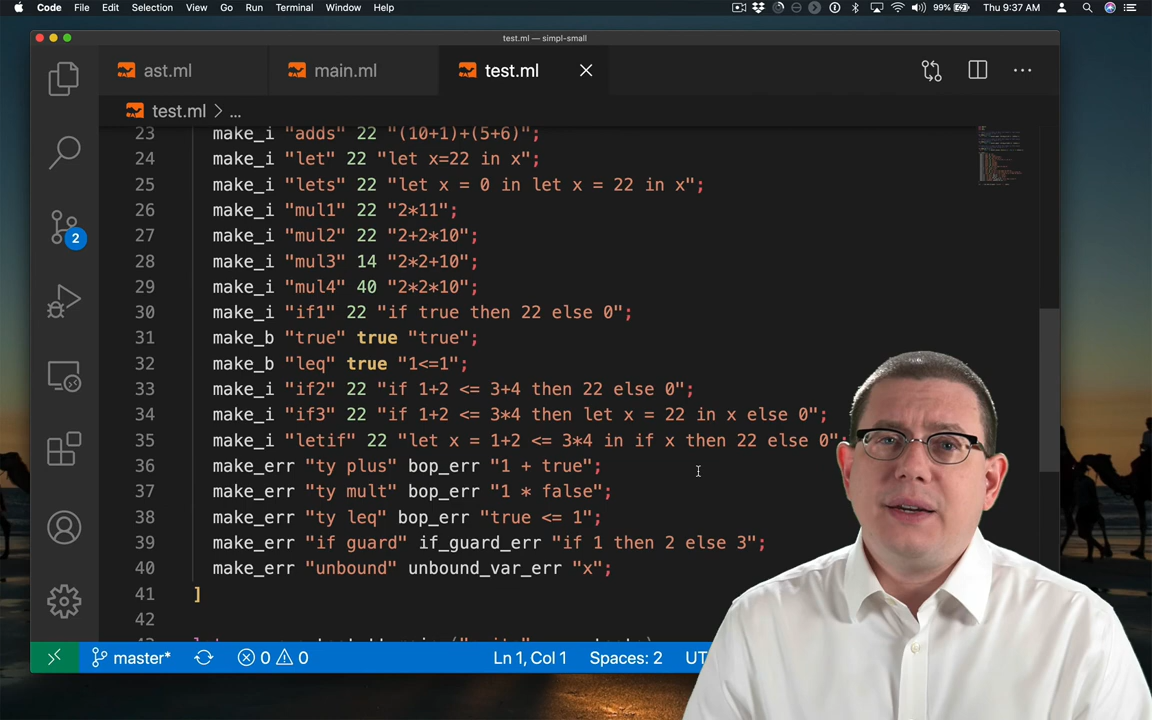 Code File Edit Selection View Go Run Terminal Window Help 99% Thu 9:37 AM
test.ml — simpl-small
ast.ml main.ml test.ml
test.ml > ...
23 make_i "adds" 22 "(10+1)+(5+6)";
24 make_i "let" 22 "let x=22 in x";
25 make_i "lets" 22 "let x = 0 in let x = 22 in x";
26 make_i "mul1" 22 "2*11";
27 make_i "mul2" 22 "2+2*10";
28 make_i "mul3" 14 "2*2+10";
29 make_i "mul4" 40 "2*2*10";
30 make_i "if1" 22 "if true then 22 else 0";
31 make_b "true" true "true";
32 make_b "leq" true "1<=1";
33 make_i "if2" 22 "if 1+2 <= 3+4 then 22 else 0";
34 make_i "if3" 22 "if 1+2 <= 3*4 then let x = 22 in x else 0";
35 make_i "letif" 22 "let x = 1+2 <= 3*4 in if x then 22 else 0";
36 make_err "ty plus" bop_err "1 + true";
37 make_err "ty mult" bop_err "1 * false";
38 make_err "ty leq" bop_err "true <= 1";
39 make_err "if guard" if_guard_err "if 1 then 2 else 3";
40 make_err "unbound" unbound_var_err "x";
41 ]
42
2
master* 0 0 Ln 1, Col 1 Spaces: 2 UT